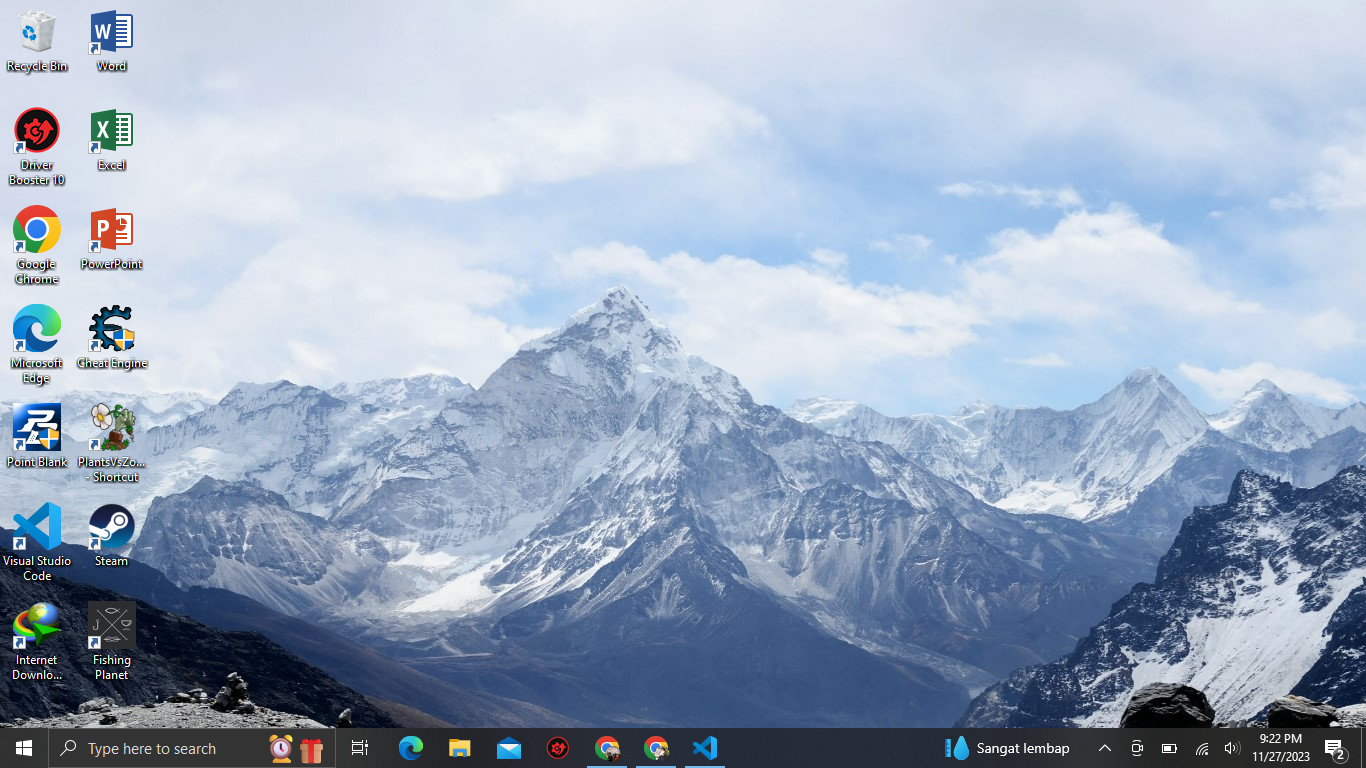 Recycle Bin
Word
Driver
Booster 10
Excel
Google
Chrome
PowerPoint
Microsoft
Edge
Cheat Engine
Point Blank
PlantsVsZo...
- Shortcut
Visual Studio
Code
Steam
Internet
Downlo...
Fishing
Planet
Type here to search
Sangat lembap
9:22 PM
11/27/2023
2